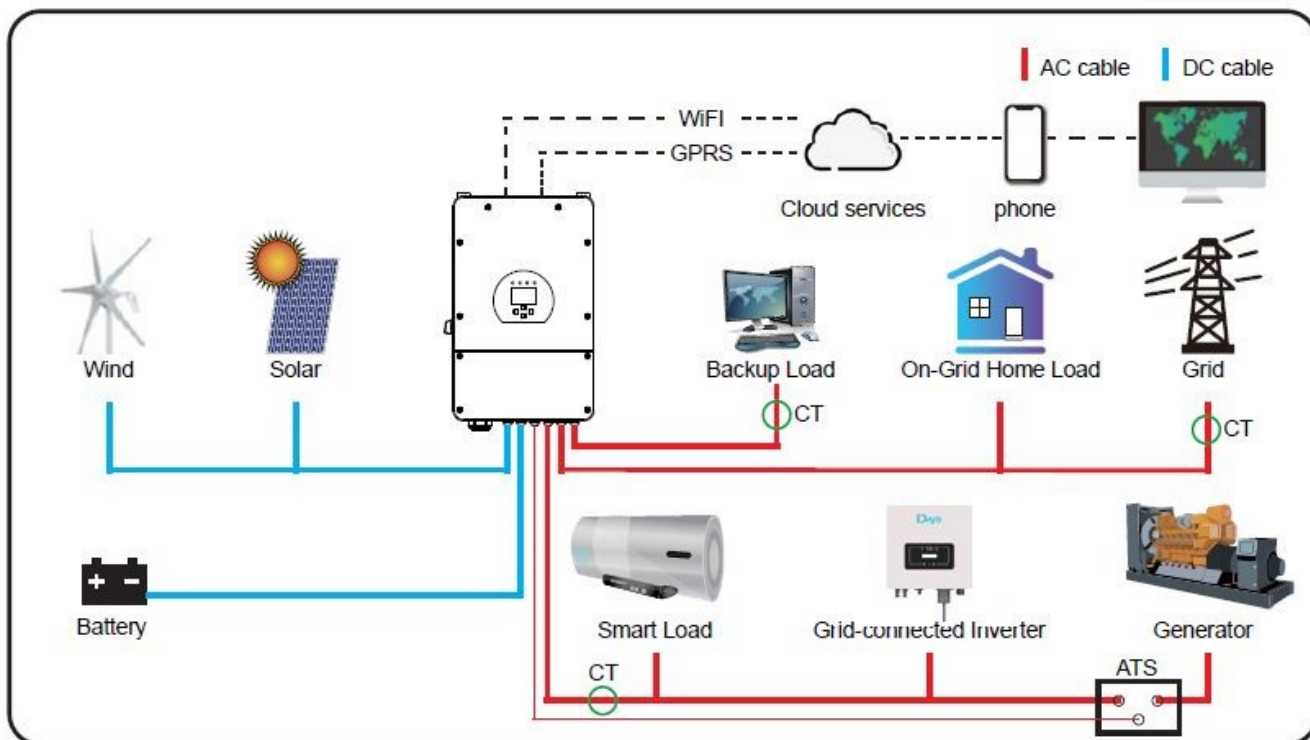 AC cable
DC cable
WiFI
GPRS
Cloud services
phone
Wind
Solar
Backup Load
On-Grid Home Load
Grid
CT
CT
Battery
Deye
Smart Load
Grid-connected Inverter
Generator
CT
ATS